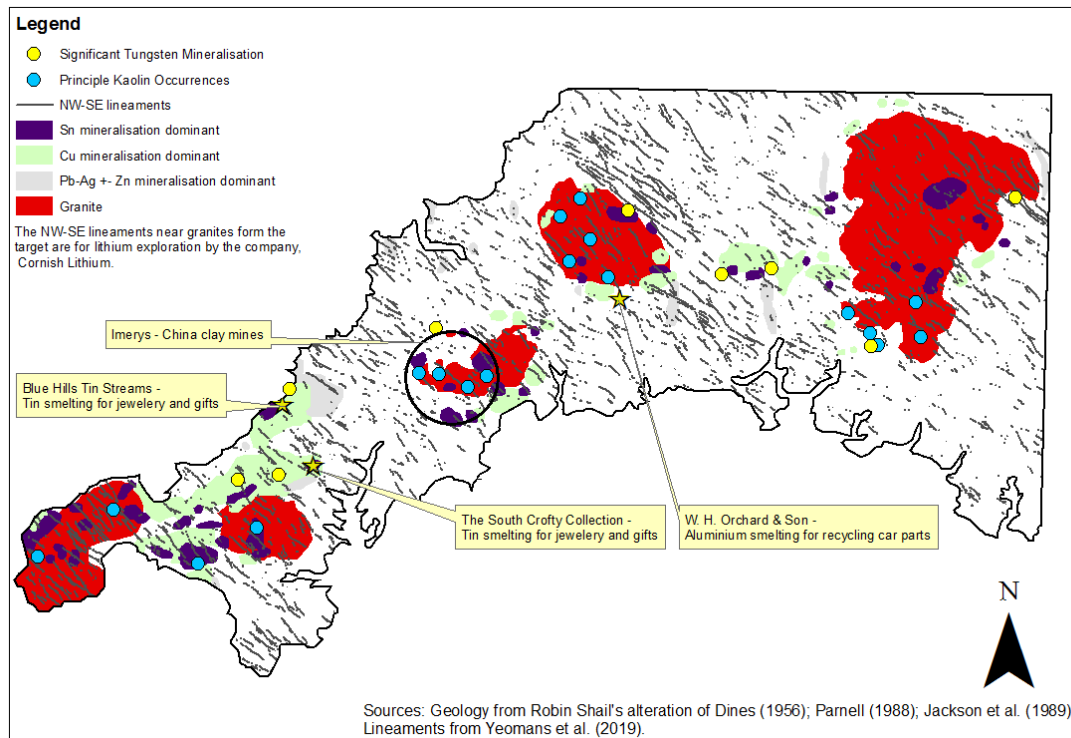 Legend
Significant Tungsten Mineralisation
Principle Kaolin Occurrences
NW-SE lineaments
Sn mineralisation dominant
Cu mineralisation dominant
Pb-Ag +- Zn mineralisation dominant
Granite
The NW-SE lineaments near granites form the
target are for lithium exploration by the company,
Cornish Lithium.
Imerys - China clay mines
Blue Hills Tin Streams -
Tin smelting for jewelery and gifts
The South Crofty Collection -
Tin smelting for jewelery and gifts
W. H. Orchard & Son -
Aluminium smelting for recycling car parts
N
Sources: Geology from Robin Shail's alteration of Dines (1956); Parnell (1988); Jackson et al. (1989)
Lineaments from Yeomans et al. (2019).